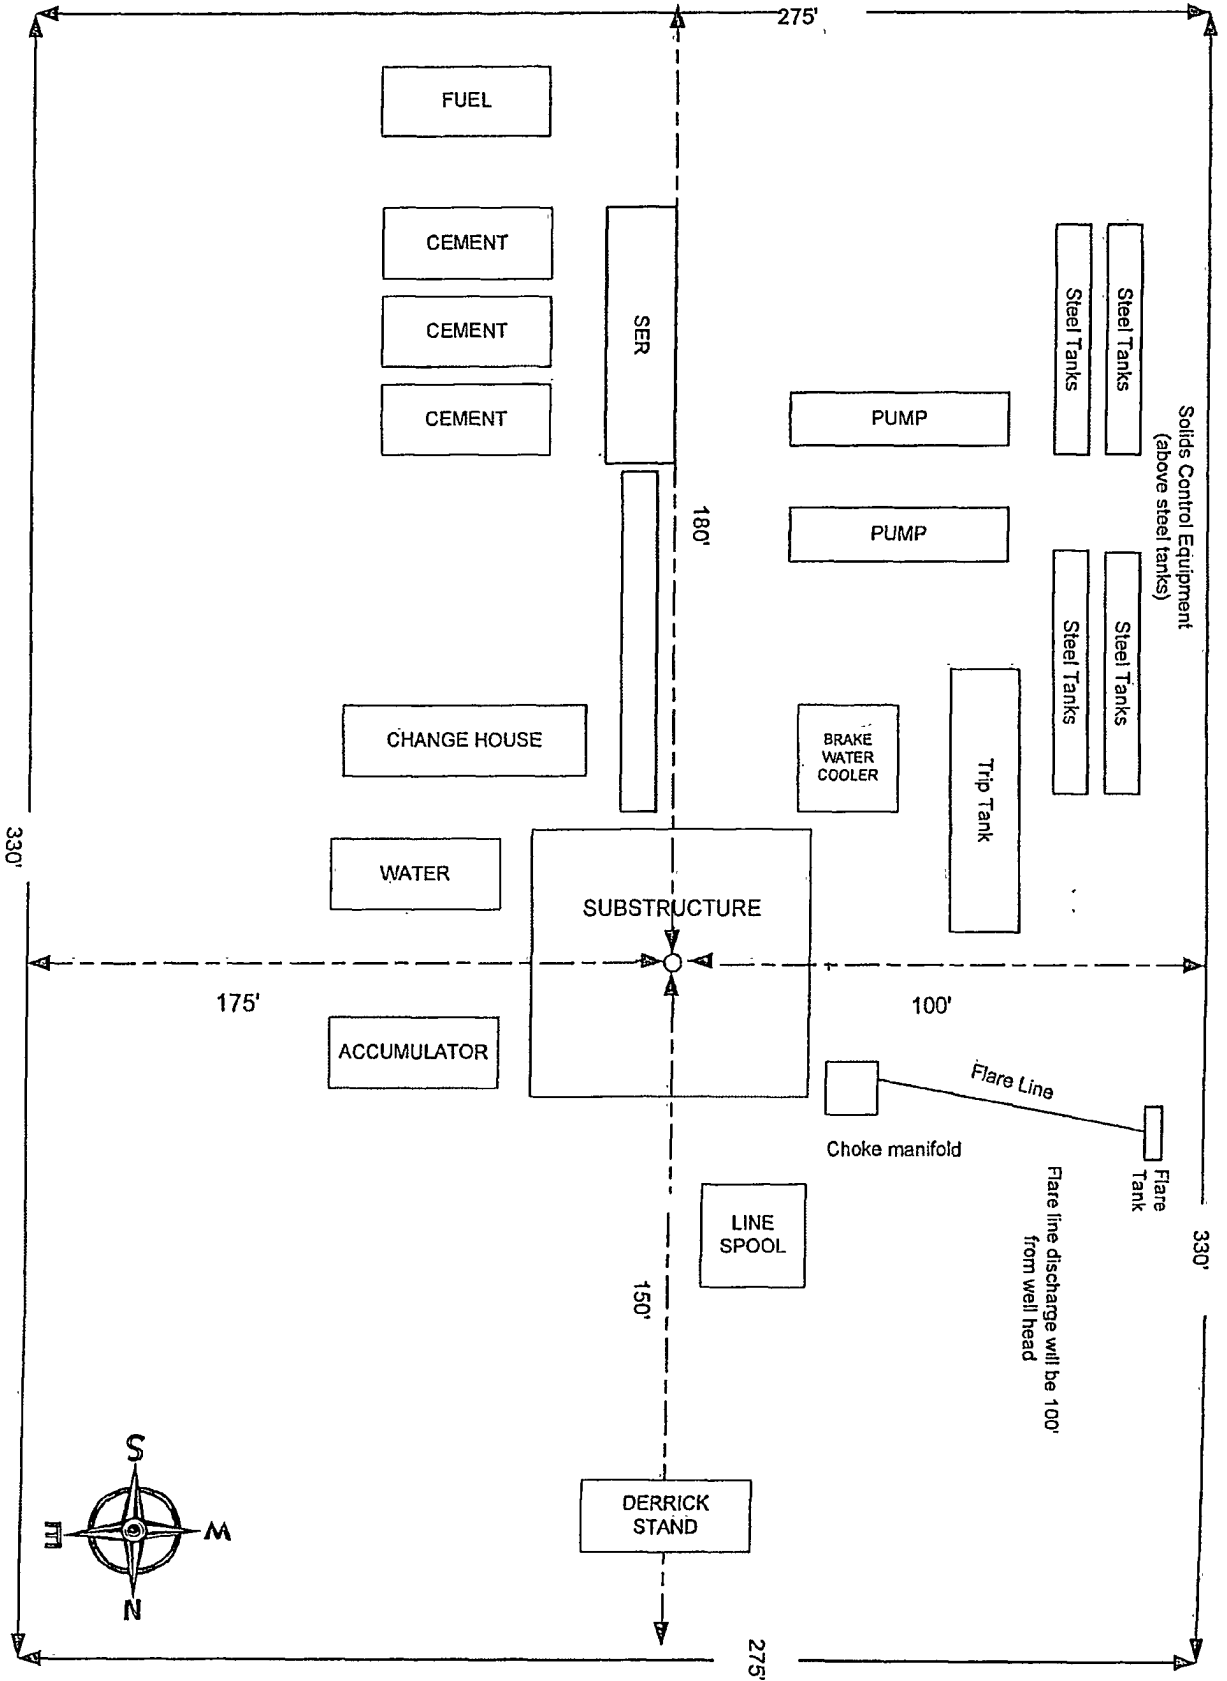 275'
FUEL
CEMENT
CEMENT
CEMENT
SER
180'
PUMP
PUMP
Steel Tanks
Steel Tanks
Solids Control Equipment
(above steel tanks)
Steel Tanks
Steel Tanks
Trip Tank
BRAKE
WATER
COOLER
CHANGE HOUSE
330'
WATER
SUBSTRUCTURE
175'
100'
ACCUMULATOR
Flare Line
Choke manifold
Flare
Tank
Flare line discharge will be 100'
from well head
330'
LINE
SPOOL
150'
DERRICK
STAND
S
E
W
N
275'